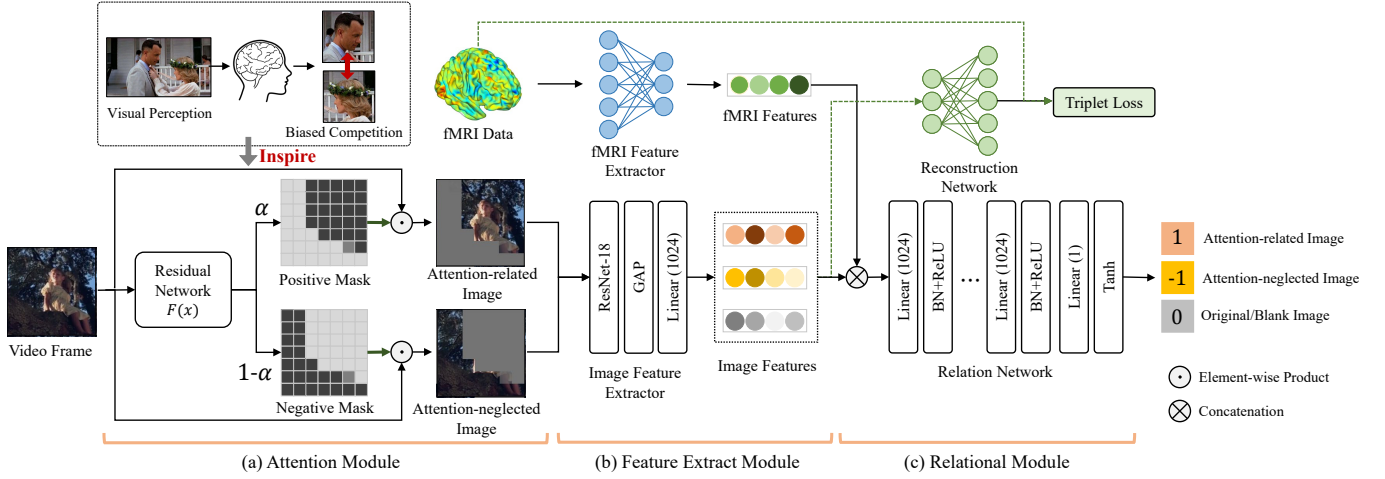 Visual Perception
Biased Competition
Inspire
fMRI Data
fMRI Feature
Extractor
fMRI Features
Reconstruction
Network
Triplet Loss
Video Frame
Residual
Network
F(x)
α
Positive Mask
1-α
Negative Mask
Attention-related
Image
Attention-neglected
Image
ResNet-18
GAP
Linear (1024)
Image Feature
Extractor
Image Features
Linear (1024)
BN+ReLU
...
Linear (1024)
BN+ReLU
Linear (1)
Tanh
Relation Network
1 Attention-related Image
-1 Attention-neglected Image
0 Original/Blank Image
Element-wise Product
Concatenation
(a) Attention Module
(b) Feature Extract Module
(c) Relational Module